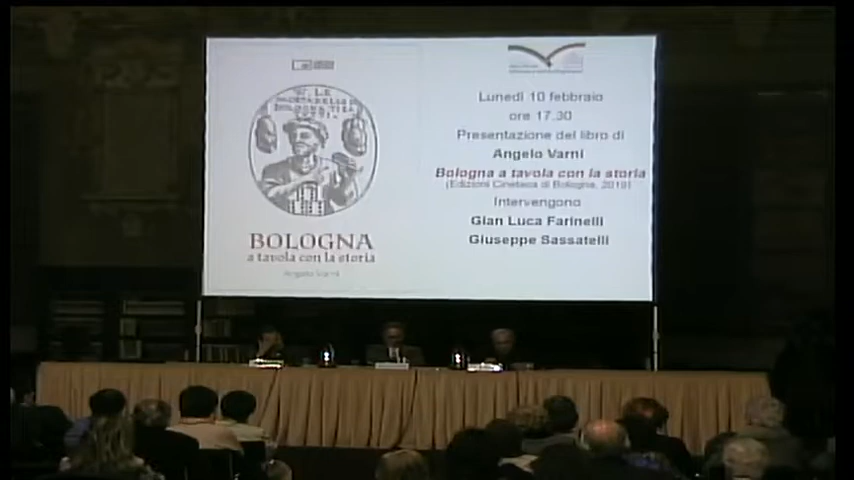 BOLOGNA
a tavola con la storia
Angelo Varni
Lunedì 10 febbraio
ore 17.30
Presentazione del libro di
Angelo Varni
Bologna a tavola con la storia
(Edizioni Cineteca di Bologna, 2019)
Intervengono
Gian Luca Farinelli
Giuseppe Sassatelli